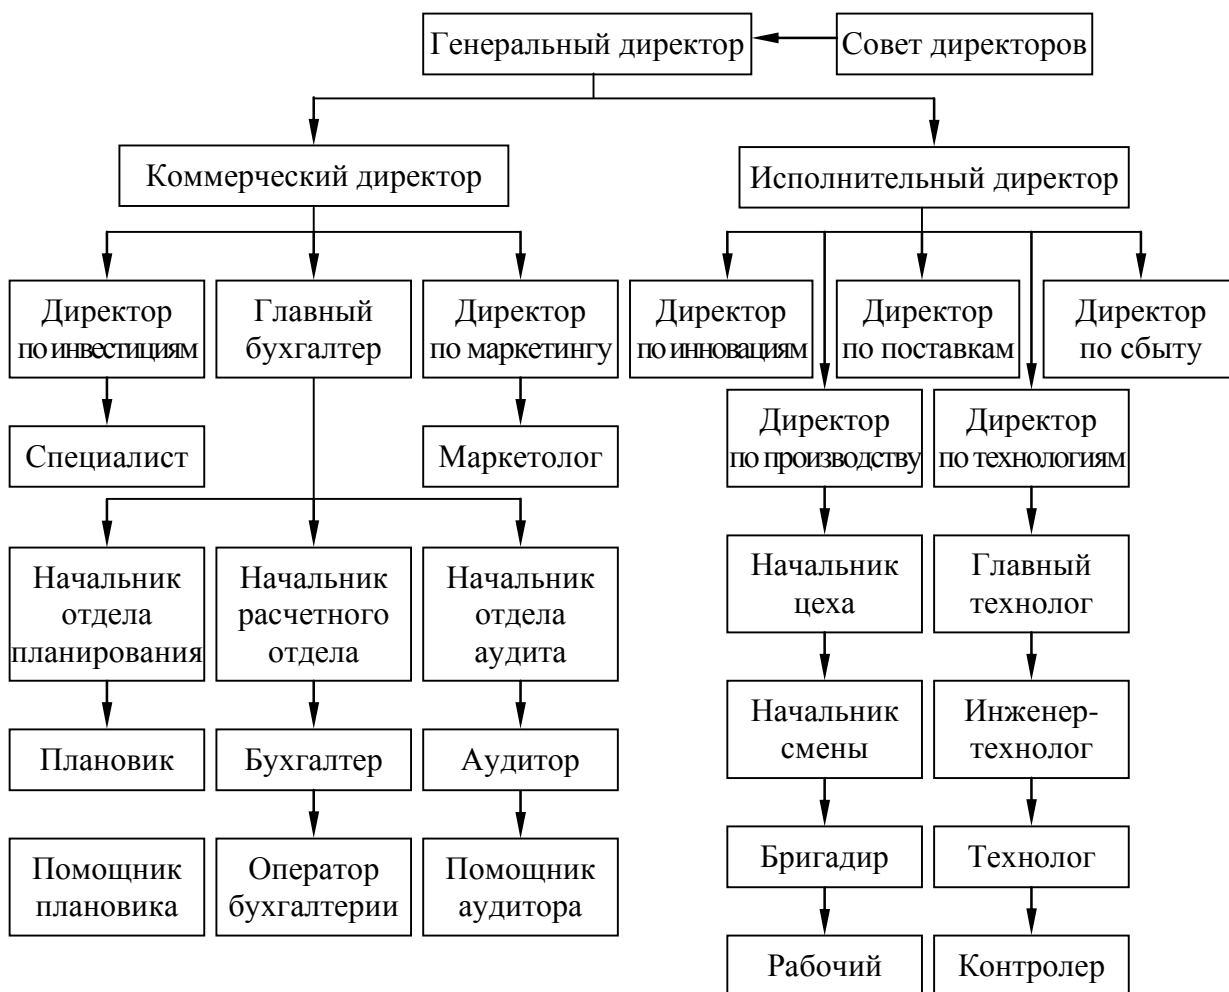 Генеральный директор
Совет директоров
Коммерческий директор
Исполнительный директор
Директор
по инвестициям
Главный
бухгалтер
Директор
по маркетингу
Директор
по инновациям
Директор
по поставкам
Директор
по сбыту
Специалист
Маркетолог
Директор
по производству
Директор
по технологиям
Начальник
отдела
планирования
Начальник
расчетного
отдела
Начальник
отдела
аудита
Начальник
цеха
Главный
технолог
Плановик
Бухгалтер
Аудитор
Начальник
смены
Инженер-
технолог
Помощник
плановика
Оператор
бухгалтерии
Помощник
аудитора
Бригадир
Технолог
Рабочий
Контролер